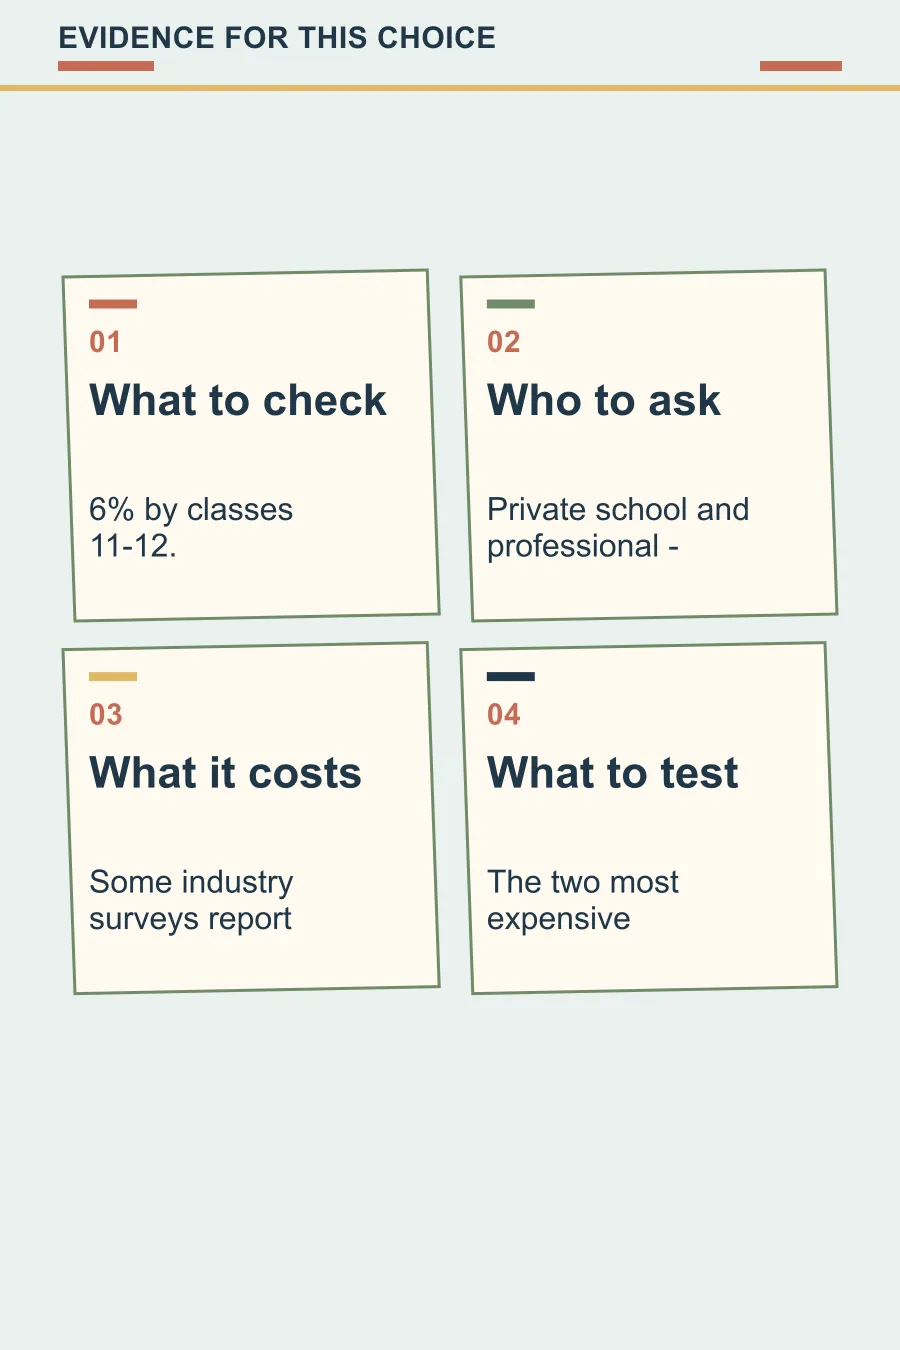 EVIDENCE FOR THIS CHOICE
01
What to check
6% by classes
11-12.
02
Who to ask
Private school and
professional -
03
What it costs
Some industry
surveys report
04
What to test
The two most
expensive